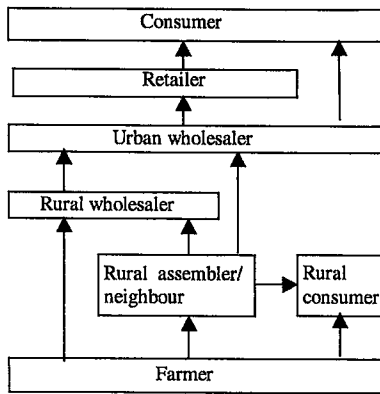 Consumer
Retailer
Urban wholesaler
Rural wholesaler
Rural assembler/
neighbour
Rural
consumer
Farmer